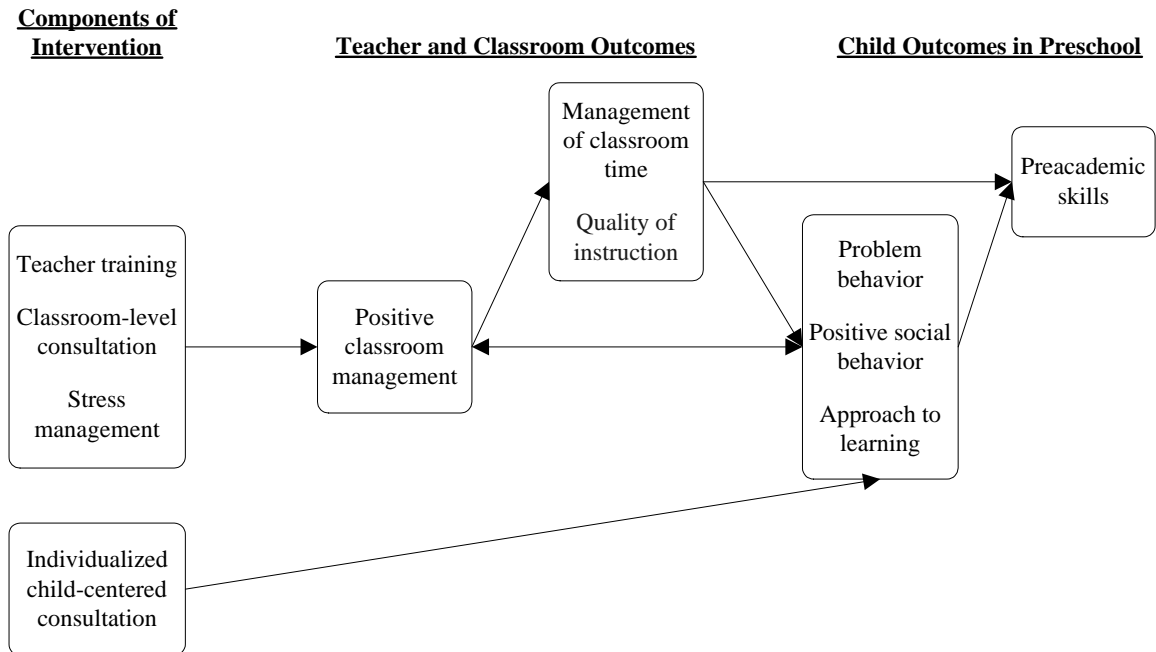 Components of
Intervention
Teacher and Classroom Outcomes
Child Outcomes in Preschool
Teacher training
Classroom-level
consultation
Stress
management
Individualized
child-centered
consultation
Positive
classroom
management
Management
of classroom
time
Quality of
instruction
Problem
behavior
Positive social
behavior
Approach to
learning
Preacademic
skills